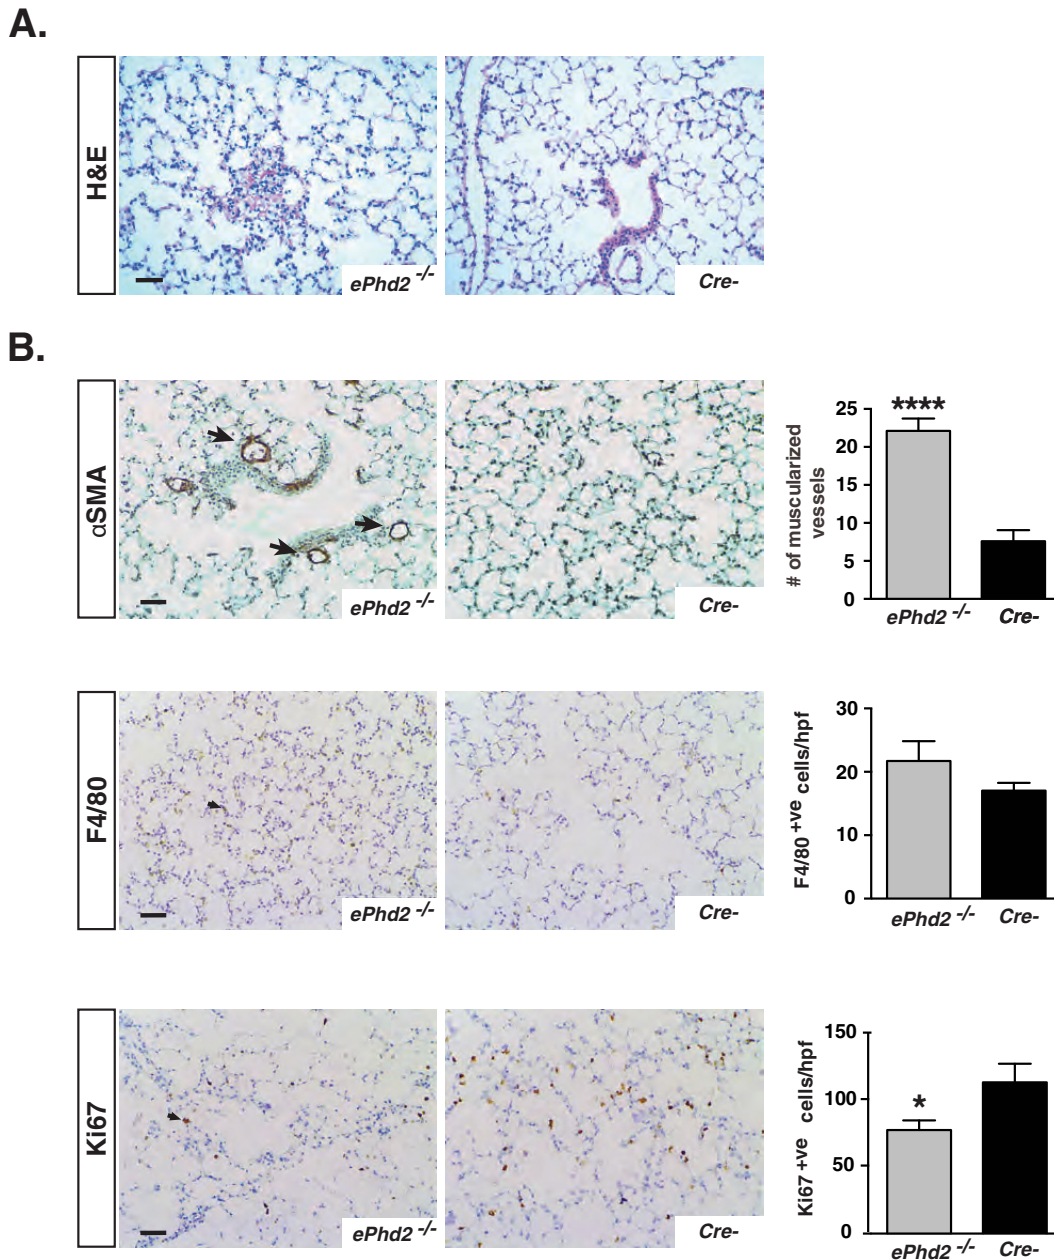 A.
H&E
ePhd2 -/-
Cre-
B.
αSMA
ePhd2 -/-
Cre-
# of muscularized
vessels
25
20
15
10
5
0
****
ePhd2 -/-
Cre-
F4/80
ePhd2 -/-
Cre-
F4/80 +ve cells/hpf
30
20
10
0
ePhd2 -/-
Cre-
Ki67
ePhd2 -/-
Cre-
Ki67 +ve cells/hpf
150
100
50
0
*
ePhd2 -/-
Cre-